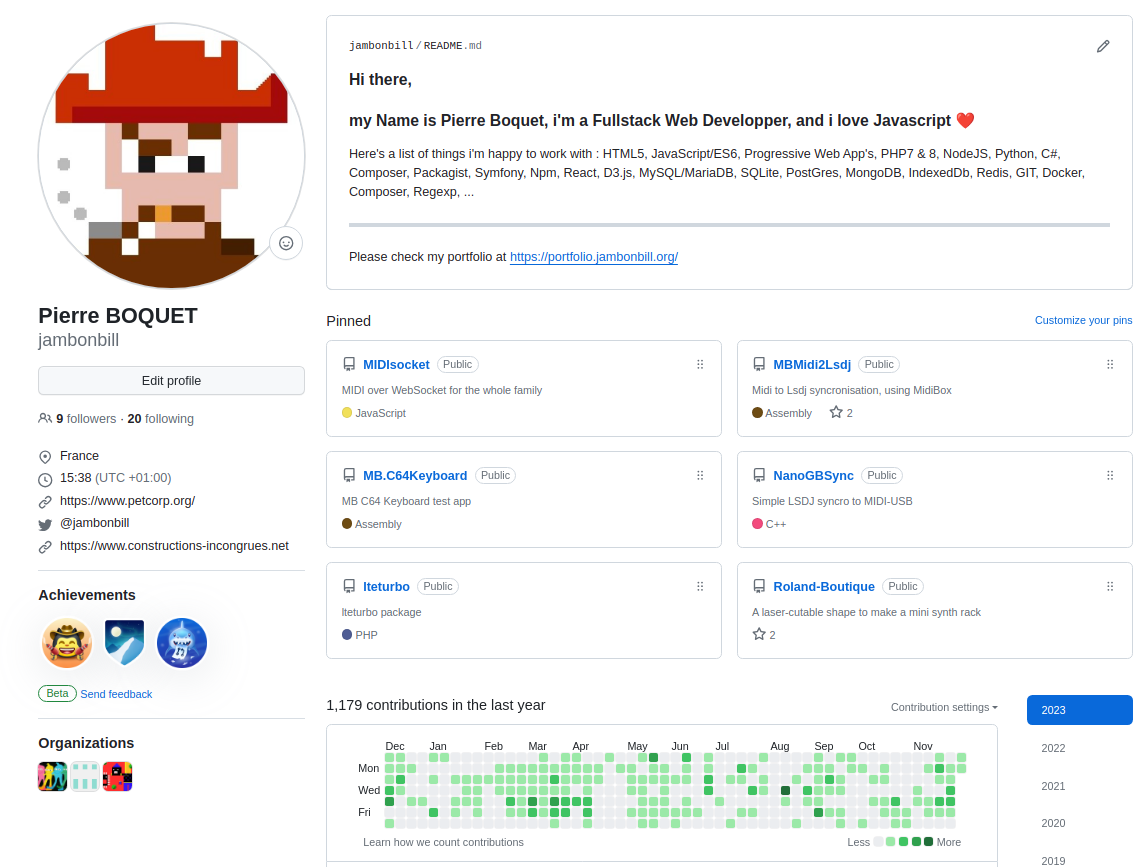 jambonbill/README.md
Hi there,
my Name is Pierre Boquet, i'm a Fullstack Web Developper, and i love Javascript ❤️
Here's a list of things i'm happy to work with : HTML5, JavaScript/ES6, Progressive Web App's, PHP7 & 8, NodeJS, Python, C#,
Composer, Packagist, Symfony, Npm, React, D3.js, MySQL/MariaDB, SQLite, PostGres, MongoDB, IndexedDb, Redis, GIT, Docker,
Composer, Regexp, ...
Please check my portfolio at https://portfolio.jambonbill.org/
Pierre BOQUET
jambonbill
Edit profile
9 followers · 20 following
France
15:38 (UTC +01:00)
https://www.petcorp.org/
@jambonbill
https://www.constructions-incongrues.net
Achievements
Beta Send feedback
Organizations
Pinned
Customize your pins
MIDIsocket Public
MIDI over WebSocket for the whole family
JavaScript
MBMidi2Lsdj Public
Midi to Lsdj syncronisation, using MidiBox
Assembly 2
MB.C64Keyboard Public
MB C64 Keyboard test app
Assembly
NanoGBSync Public
Simple LSDJ syncro to MIDI-USB
C++
Iteturbo Public
Iteturbo package
PHP
Roland-Boutique Public
A laser-cutable shape to make a mini synth rack
2
1,179 contributions in the last year
Contribution settings
Dec Jan Feb Mar Apr May Jun Jul Aug Sep Oct Nov
Mon
Wed
Fri
Learn how we count contributions
Less More
2023
2022
2021
2020
2019